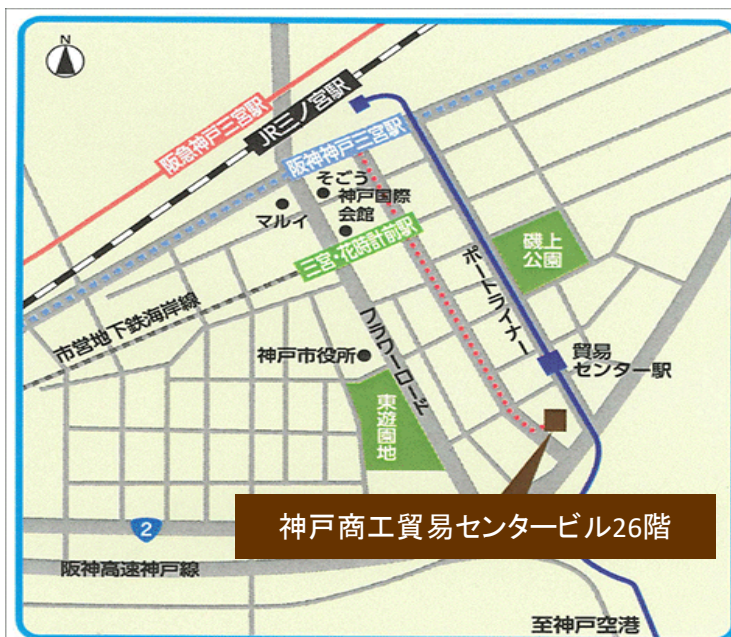 N
阪急神戸三宮駅
JR三ノ宮駅
阪神神戸三宮駅
そごう
マルイ
神戸国際
会館
三宮・花時計前駅
磯上
公園
ポートライナー
市営地下鉄海岸線
フラワーロード
神戸市役所
貿易
センター駅
東遊園地
神戸商工貿易センタービル26階
2
阪神高速神戸線
至神戸空港